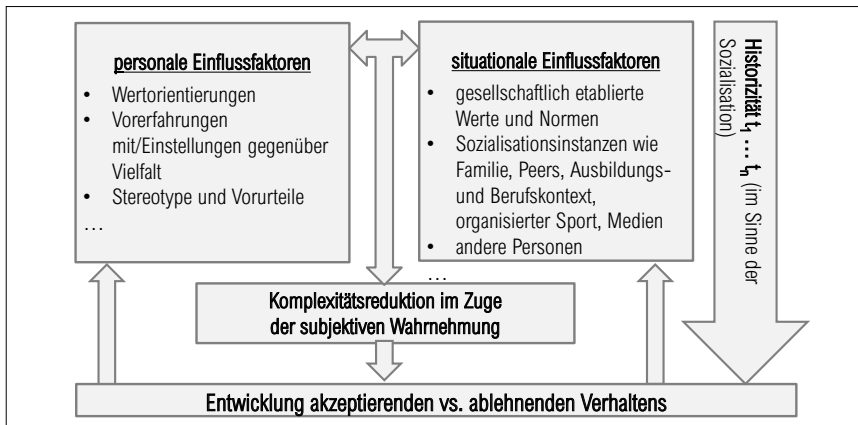 personale Einflussfaktoren
• Wertorientierungen
• Vorerfahrungen
mit/Einstellungen gegenüber
Vielfalt
• Stereotype und Vorurteile
…
situationale Einflussfaktoren
• gesellschaftlich etablierte
Werte und Normen
• Sozialisationsinstanzen wie
Familie, Peers, Ausbildungs-
und Berufskontext,
organisierter Sport, Medien
• andere Personen
…
Historizität t1 … tn (im Sinne der
Sozialisation)
Komplexitätsreduktion im Zuge
der subjektiven Wahrnehmung
Entwicklung akzeptierenden vs. ablehnenden Verhaltens